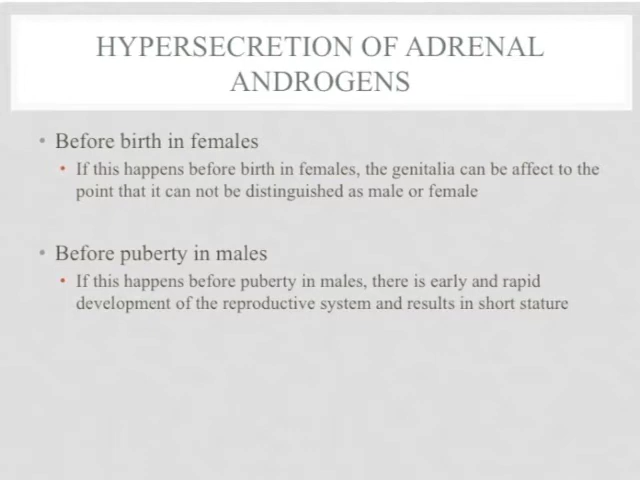 HYPERSECRETION OF ADRENAL
ANDROGENS
• Before birth in females
• If this happens before birth in females, the genitalia can be affect to the
point that it can not be distinguished as male or female
• Before puberty in males
• If this happens before puberty in males, there is early and rapid
development of the reproductive system and results in short stature